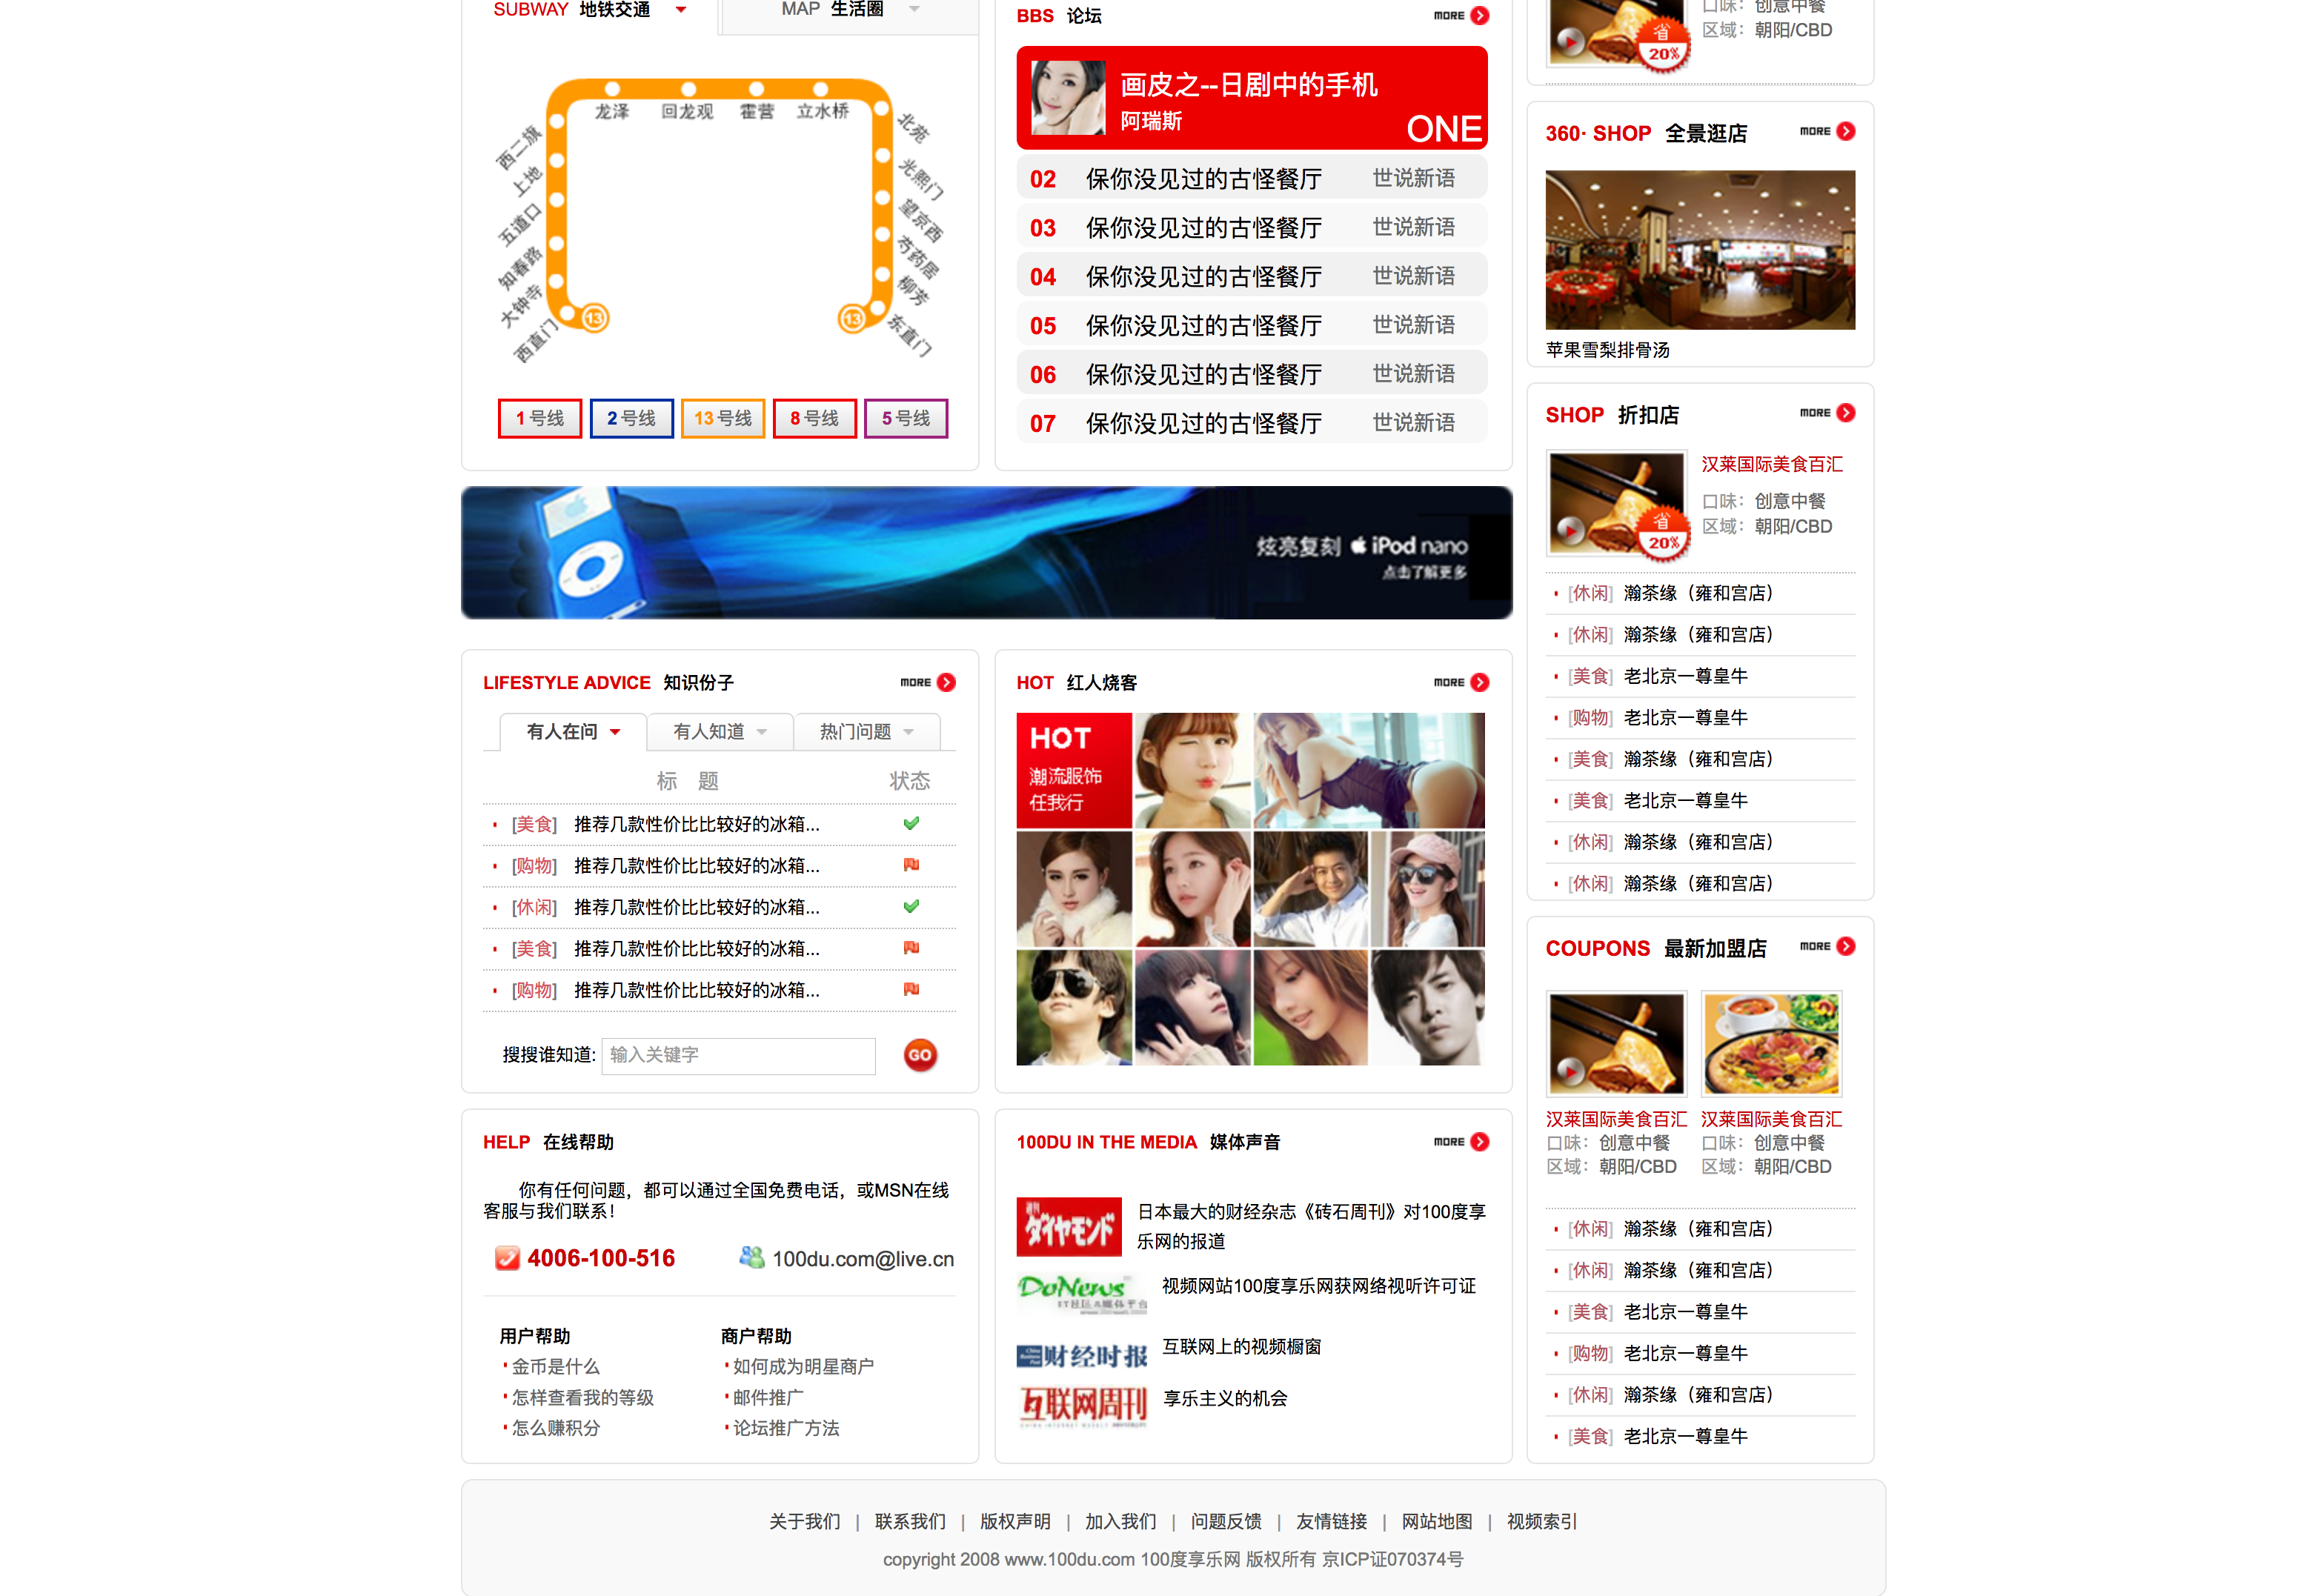 SUBWAY 地铁交通
MAP 生活圈
龙泽
回龙观
霍营
立水桥
西二旗
上地
五道口
知春路
大钟寺
西直门
北苑
光熙门
望京西
芍药居
柳芳
东直门
13
13
1 号线
2 号线
13 号线
8 号线
5 号线
BBS 论坛
MORE
画皮之--日剧中的手机
阿瑞斯
ONE
02 保你没见过的古怪餐厅 世说新语
03 保你没见过的古怪餐厅 世说新语
04 保你没见过的古怪餐厅 世说新语
05 保你没见过的古怪餐厅 世说新语
06 保你没见过的古怪餐厅 世说新语
07 保你没见过的古怪餐厅 世说新语
炫亮复刻 iPod nano
点击了解更多
LIFESTYLE ADVICE 知识份子
MORE
有人在问
有人知道
热门问题
标 题 状态
[美食] 推荐几款性价比比较好的冰箱...
[购物] 推荐几款性价比比较好的冰箱...
[休闲] 推荐几款性价比比较好的冰箱...
[美食] 推荐几款性价比比较好的冰箱...
[购物] 推荐几款性价比比较好的冰箱...
搜搜谁知道: 输入关键字 GO
HOT 红人烧客
MORE
HOT
潮流服饰
任我行
HELP 在线帮助
你有任何问题，都可以通过全国免费电话，或MSN在线
客服与我们联系！
4006-100-516
100du.com@live.cn
用户帮助
金币是什么
怎样查看我的等级
怎么赚积分
商户帮助
如何成为明星商户
邮件推广
论坛推广方法
100DU IN THE MEDIA 媒体声音
MORE
ダイヤモンド
日本最大的财经杂志《砖石周刊》对100度享
乐网的报道
DoNews
视频网站100度享乐网获网络视听许可证
财经时报
互联网上的视频橱窗
互联网周刊
享乐主义的机会
口味：创意中餐
区域：朝阳/CBD
省
20%
360· SHOP 全景逛店
MORE
苹果雪梨排骨汤
SHOP 折扣店
MORE
省
20%
汉莱国际美食百汇
口味：创意中餐
区域：朝阳/CBD
[休闲] 瀚茶缘（雍和宫店）
[休闲] 瀚茶缘（雍和宫店）
[美食] 老北京一尊皇牛
[购物] 老北京一尊皇牛
[美食] 瀚茶缘（雍和宫店）
[美食] 老北京一尊皇牛
[休闲] 瀚茶缘（雍和宫店）
[休闲] 瀚茶缘（雍和宫店）
COUPONS 最新加盟店
MORE
汉莱国际美食百汇
口味：创意中餐
区域：朝阳/CBD
汉莱国际美食百汇
口味：创意中餐
区域：朝阳/CBD
[休闲] 瀚茶缘（雍和宫店）
[休闲] 瀚茶缘（雍和宫店）
[美食] 老北京一尊皇牛
[购物] 老北京一尊皇牛
[休闲] 瀚茶缘（雍和宫店）
[美食] 老北京一尊皇牛
关于我们 | 联系我们 | 版权声明 | 加入我们 | 问题反馈 | 友情链接 | 网站地图 | 视频索引
copyright 2008 www.100du.com 100度享乐网 版权所有 京ICP证070374号